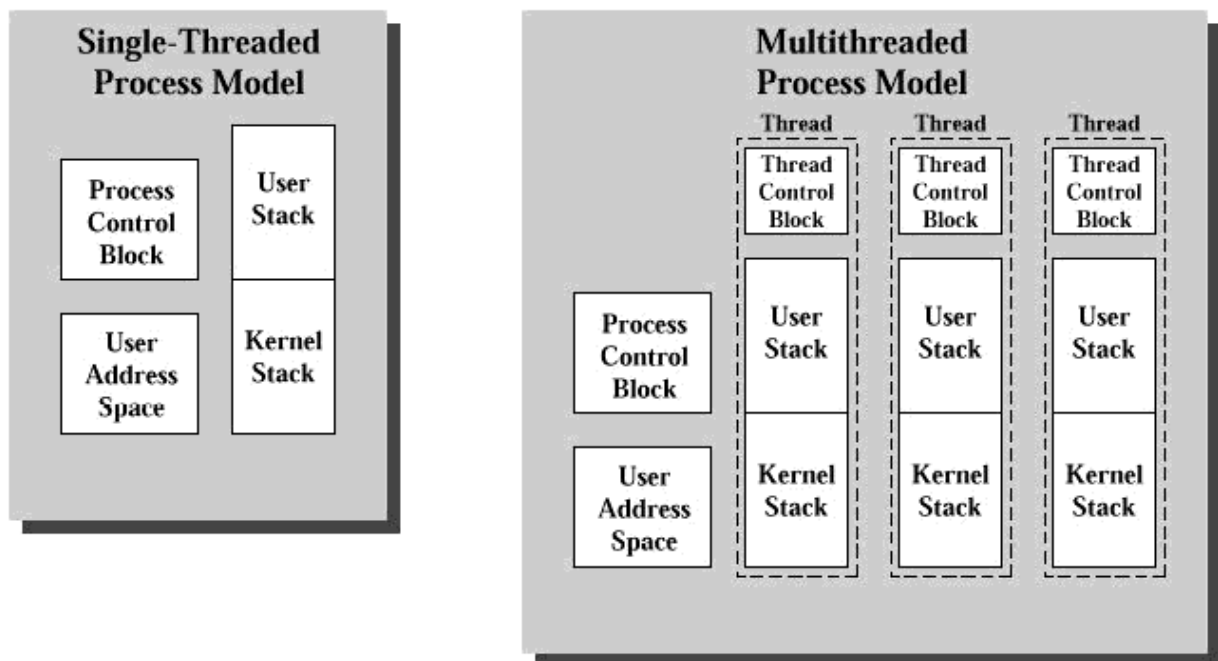 Single-Threaded
Process Model
Process
Control
Block
User
Stack
User
Address
Space
Kernel
Stack
Multithreaded
Process Model
Thread
Thread
Thread
Thread
Control
Block
Thread
Control
Block
Thread
Control
Block
Process
Control
Block
User
Stack
User
Stack
User
Stack
User
Address
Space
Kernel
Stack
Kernel
Stack
Kernel
Stack